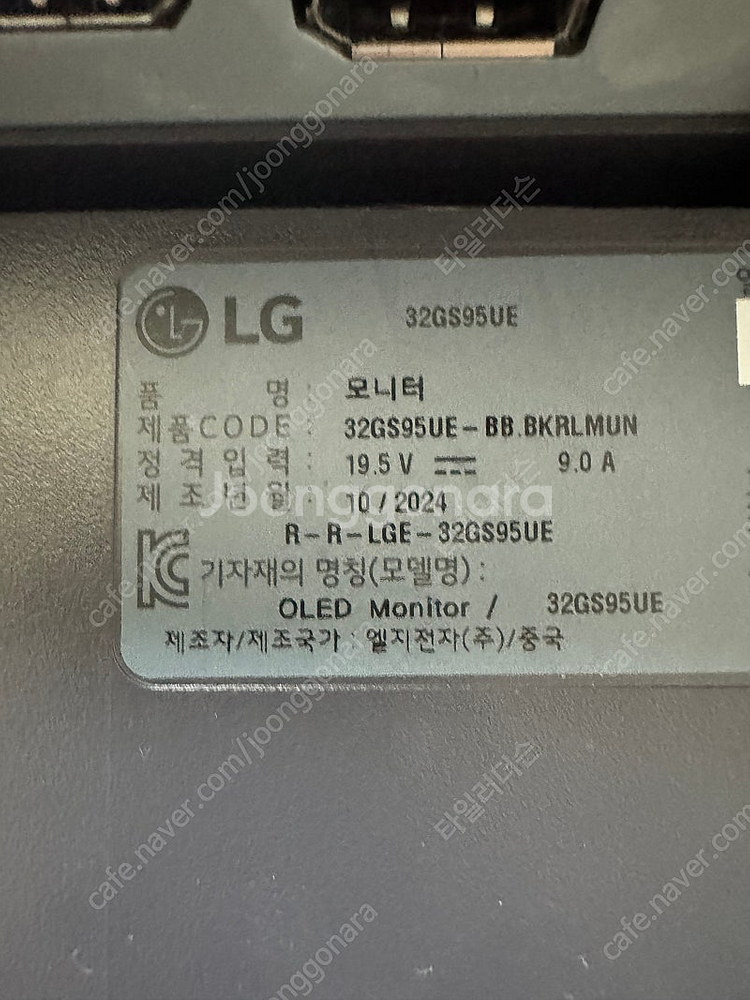 LG 32GS95UE
품 명 : 모니터
제품CODE : 32GS95UE-BB.BKRLMUN
정격입력 : 19.5 V 9.0 A
제조년월 : 10 / 2024
R-R-LGE-32GS95UE
기자재의 명칭(모델명) :
OLED Monitor / 32GS95UE
제조자/제조국가 : 엘지전자(주)/중국
Joonggonara
cafe.naver.com/joonggonara
타일러더슨